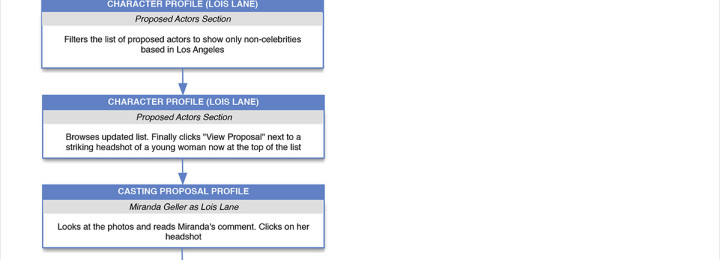 CHARACTER PROFILE (LOIS LANE)
Proposed Actors Section
Filters the list of proposed actors to show only non-celebrities
based in Los Angeles
CHARACTER PROFILE (LOIS LANE)
Proposed Actors Section
Browses updated list. Finally clicks "View Proposal" next to a
striking headshot of a young woman now at the top of the list
CASTING PROPOSAL PROFILE
Miranda Geller as Lois Lane
Looks at the photos and reads Miranda's comment. Clicks on her
headshot